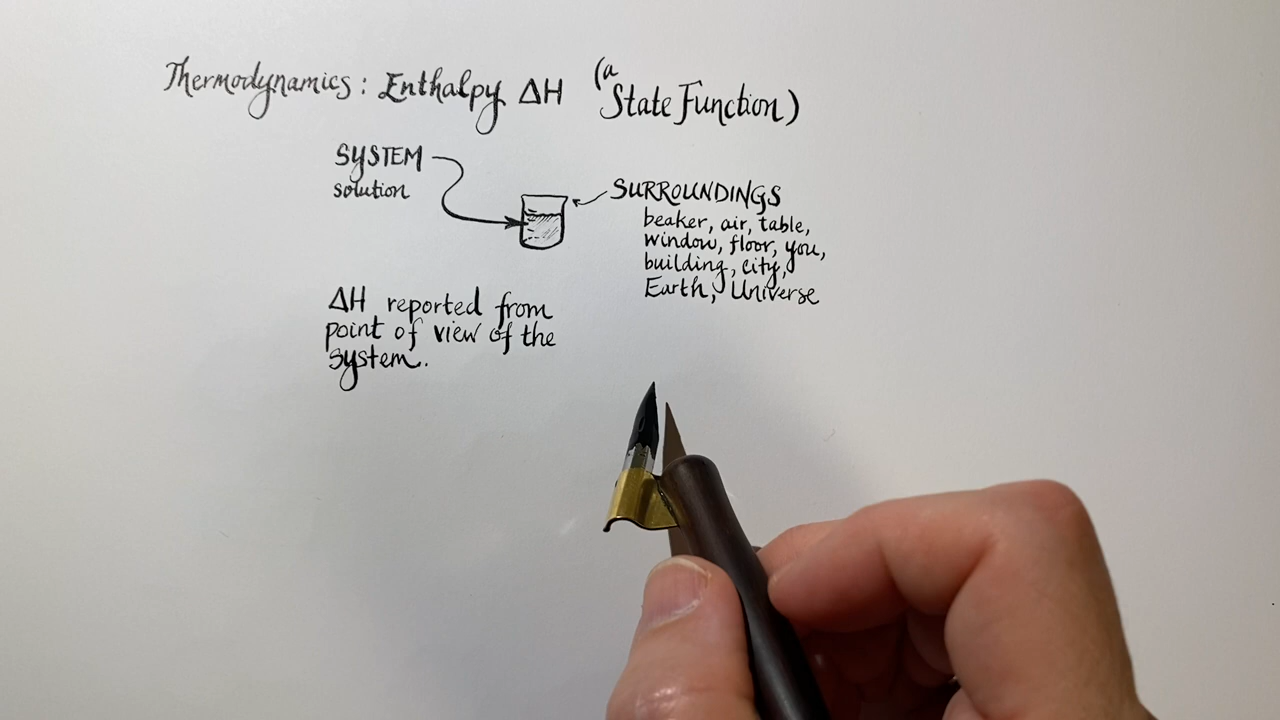 Thermodynamics: Enthalpy ΔH (a State Function)
SYSTEM
solution
SURROUNDINGS
beaker, air, table,
window, floor, you,
building, city,
Earth, Universe
ΔH reported from
point of view of the
system.